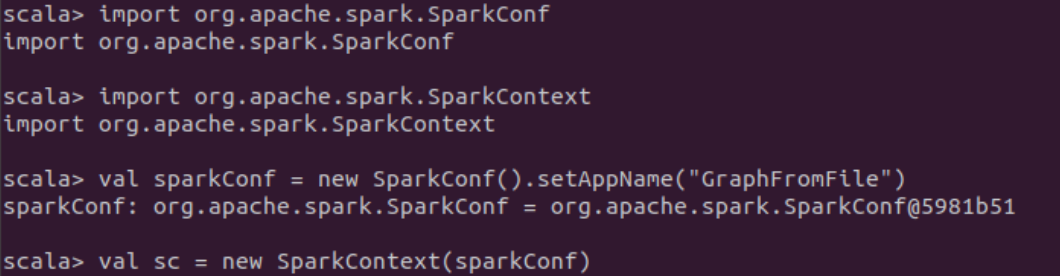 scala> import org.apache.spark.SparkConf
import org.apache.spark.SparkConf
scala> import org.apache.spark.SparkContext
import org.apache.spark.SparkContext
scala> val sparkConf = new SparkConf().setAppName("GraphFromFile")
sparkConf: org.apache.spark.SparkConf = org.apache.spark.SparkConf@5981b51
scala> val sc = new SparkContext(sparkConf)